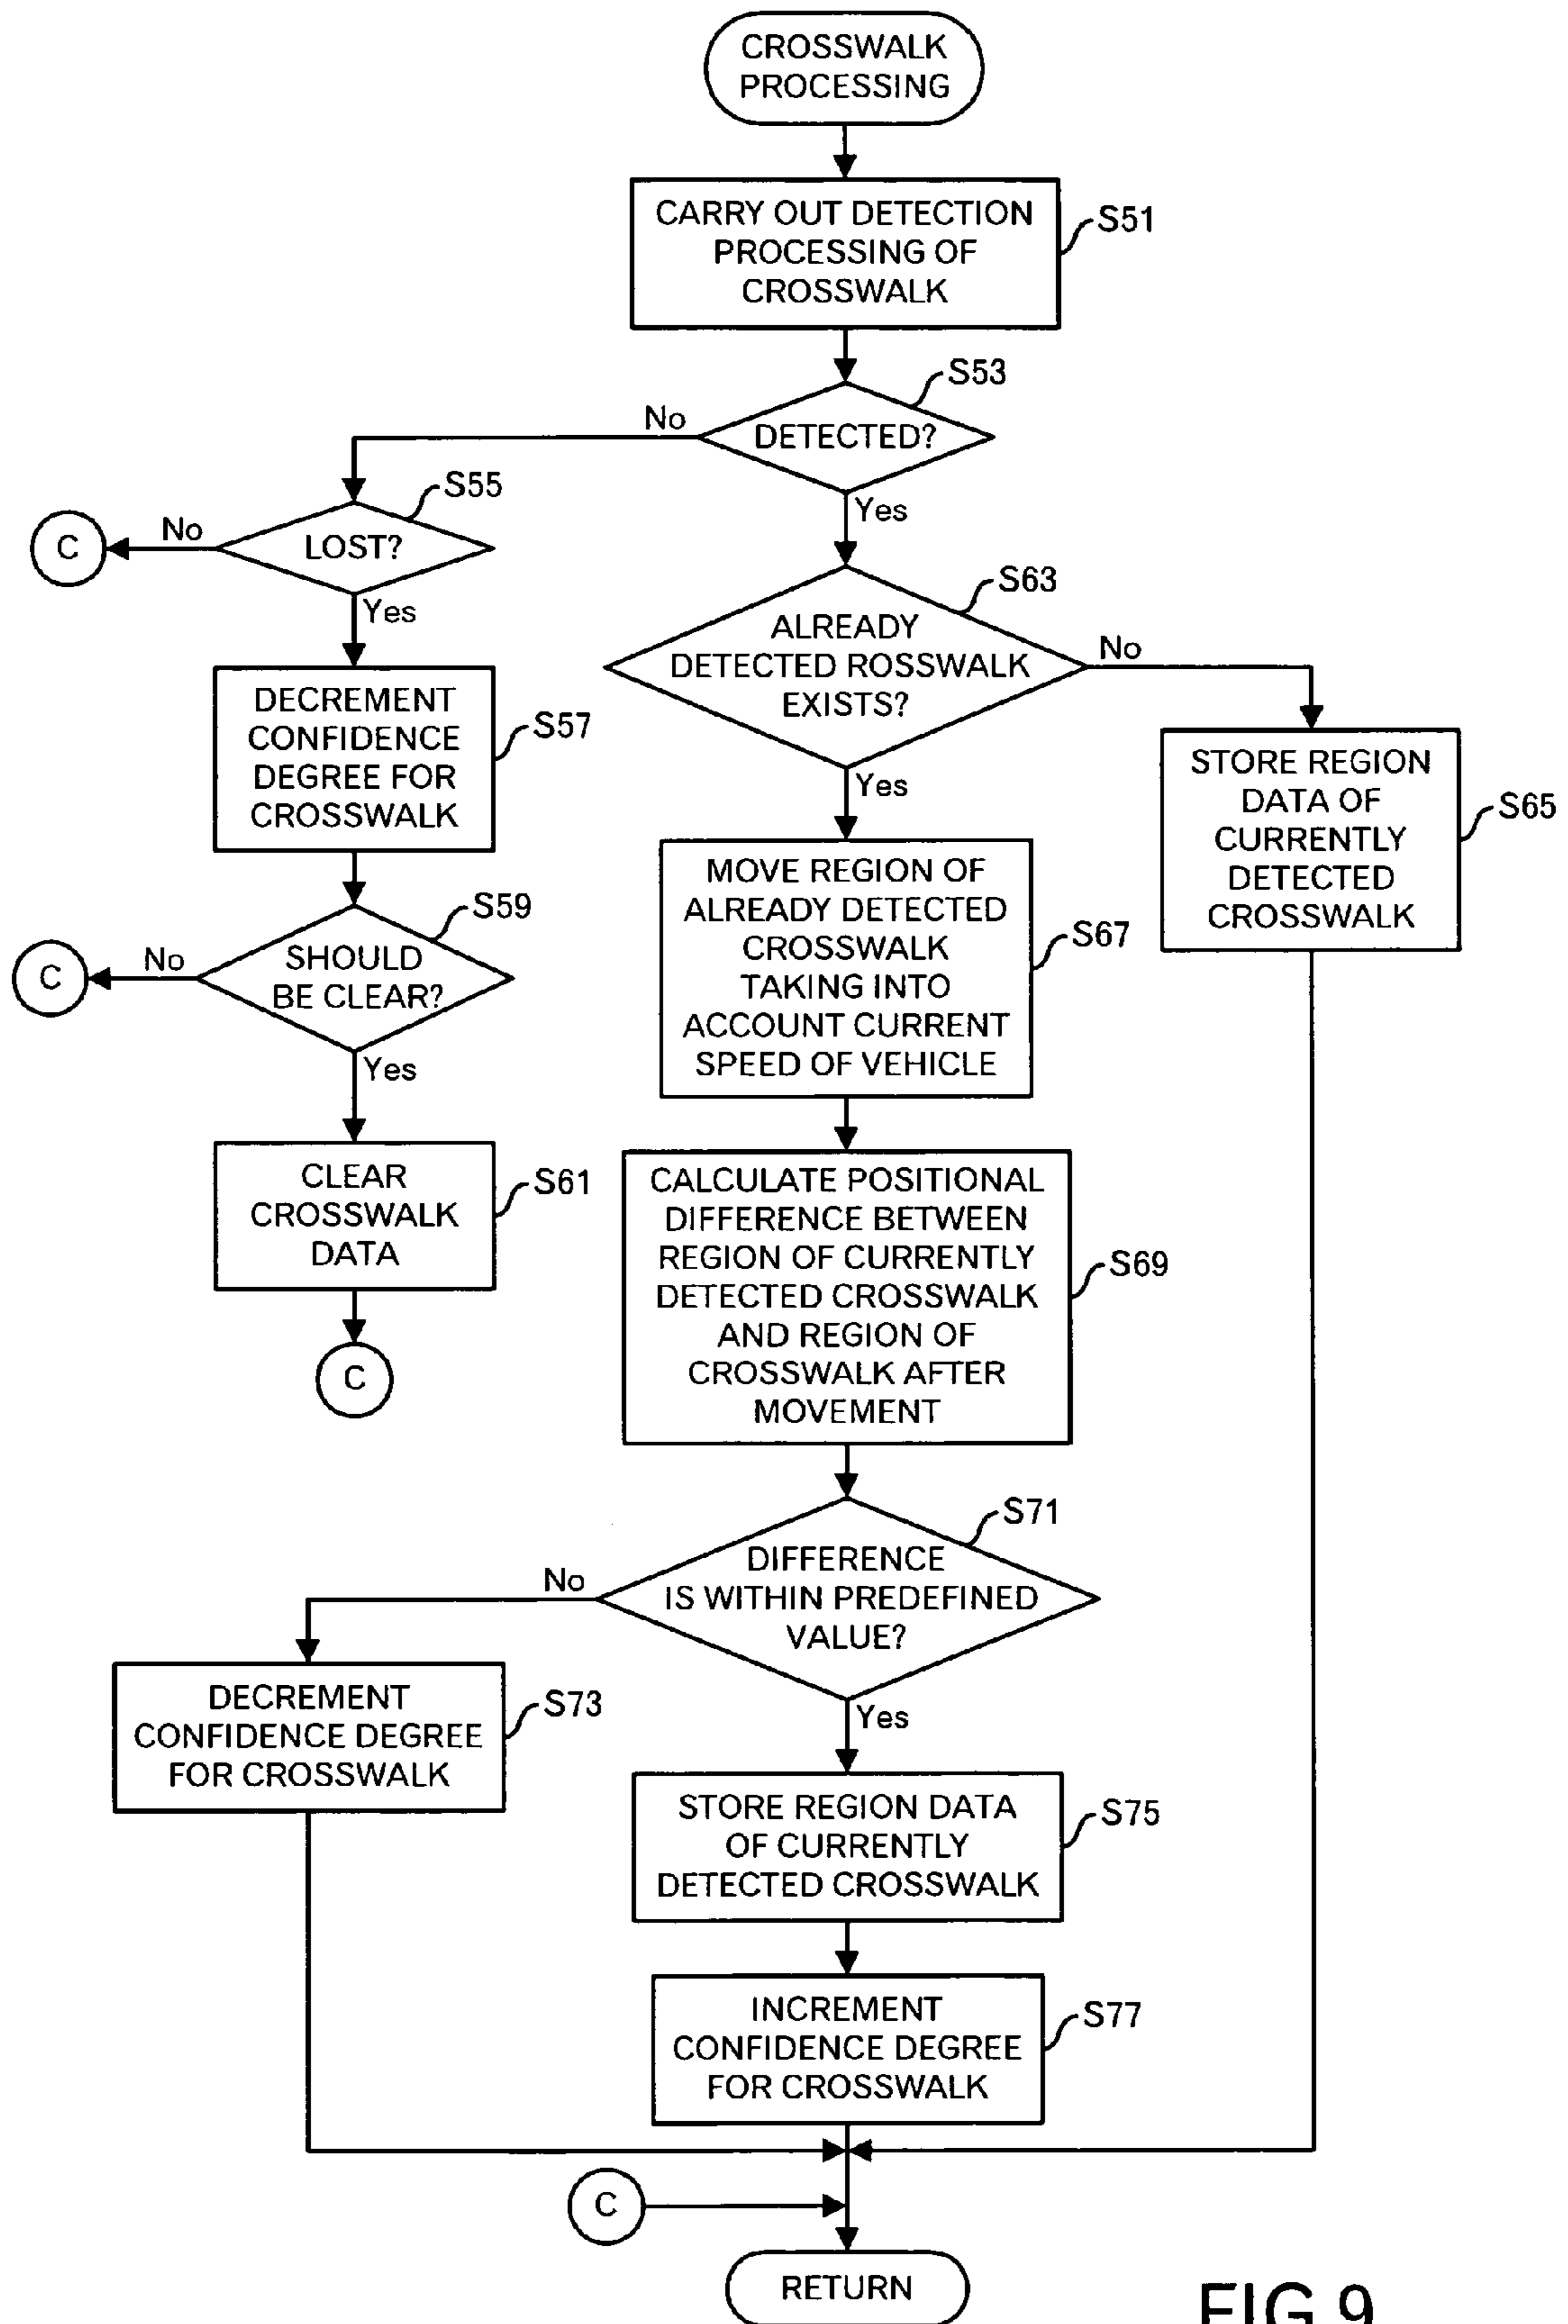 CROSSWALK
PROCESSING
CARRY OUT DETECTION
PROCESSING OF
CROSSWALK
S51
S53
DETECTED?
No
Yes
S55
LOST?
No
C
Yes
S57
DECREMENT
CONFIDENCE
DEGREE FOR
CROSSWALK
S59
SHOULD
BE CLEAR?
No
C
Yes
S61
CLEAR
CROSSWALK
DATA
C
S63
ALREADY
DETECTED ROSSWALK
EXISTS?
No
Yes
STORE REGION
DATA OF
CURRENTLY
DETECTED
CROSSWALK
S65
MOVE REGION OF
ALREADY DETECTED
CROSSWALK
TAKING INTO
ACCOUNT CURRENT
SPEED OF VEHICLE
S67
CALCULATE POSITIONAL
DIFFERENCE BETWEEN
REGION OF CURRENTLY
DETECTED CROSSWALK
AND REGION OF
CROSSWALK AFTER
MOVEMENT
S69
S71
DIFFERENCE
IS WITHIN PREDEFINED
VALUE?
No
Yes
DECREMENT
CONFIDENCE DEGREE
FOR CROSSWALK
S73
STORE REGION DATA
OF CURRENTLY
DETECTED CROSSWALK
S75
INCREMENT
CONFIDENCE DEGREE
FOR CROSSWALK
S77
C
RETURN
FIG.9